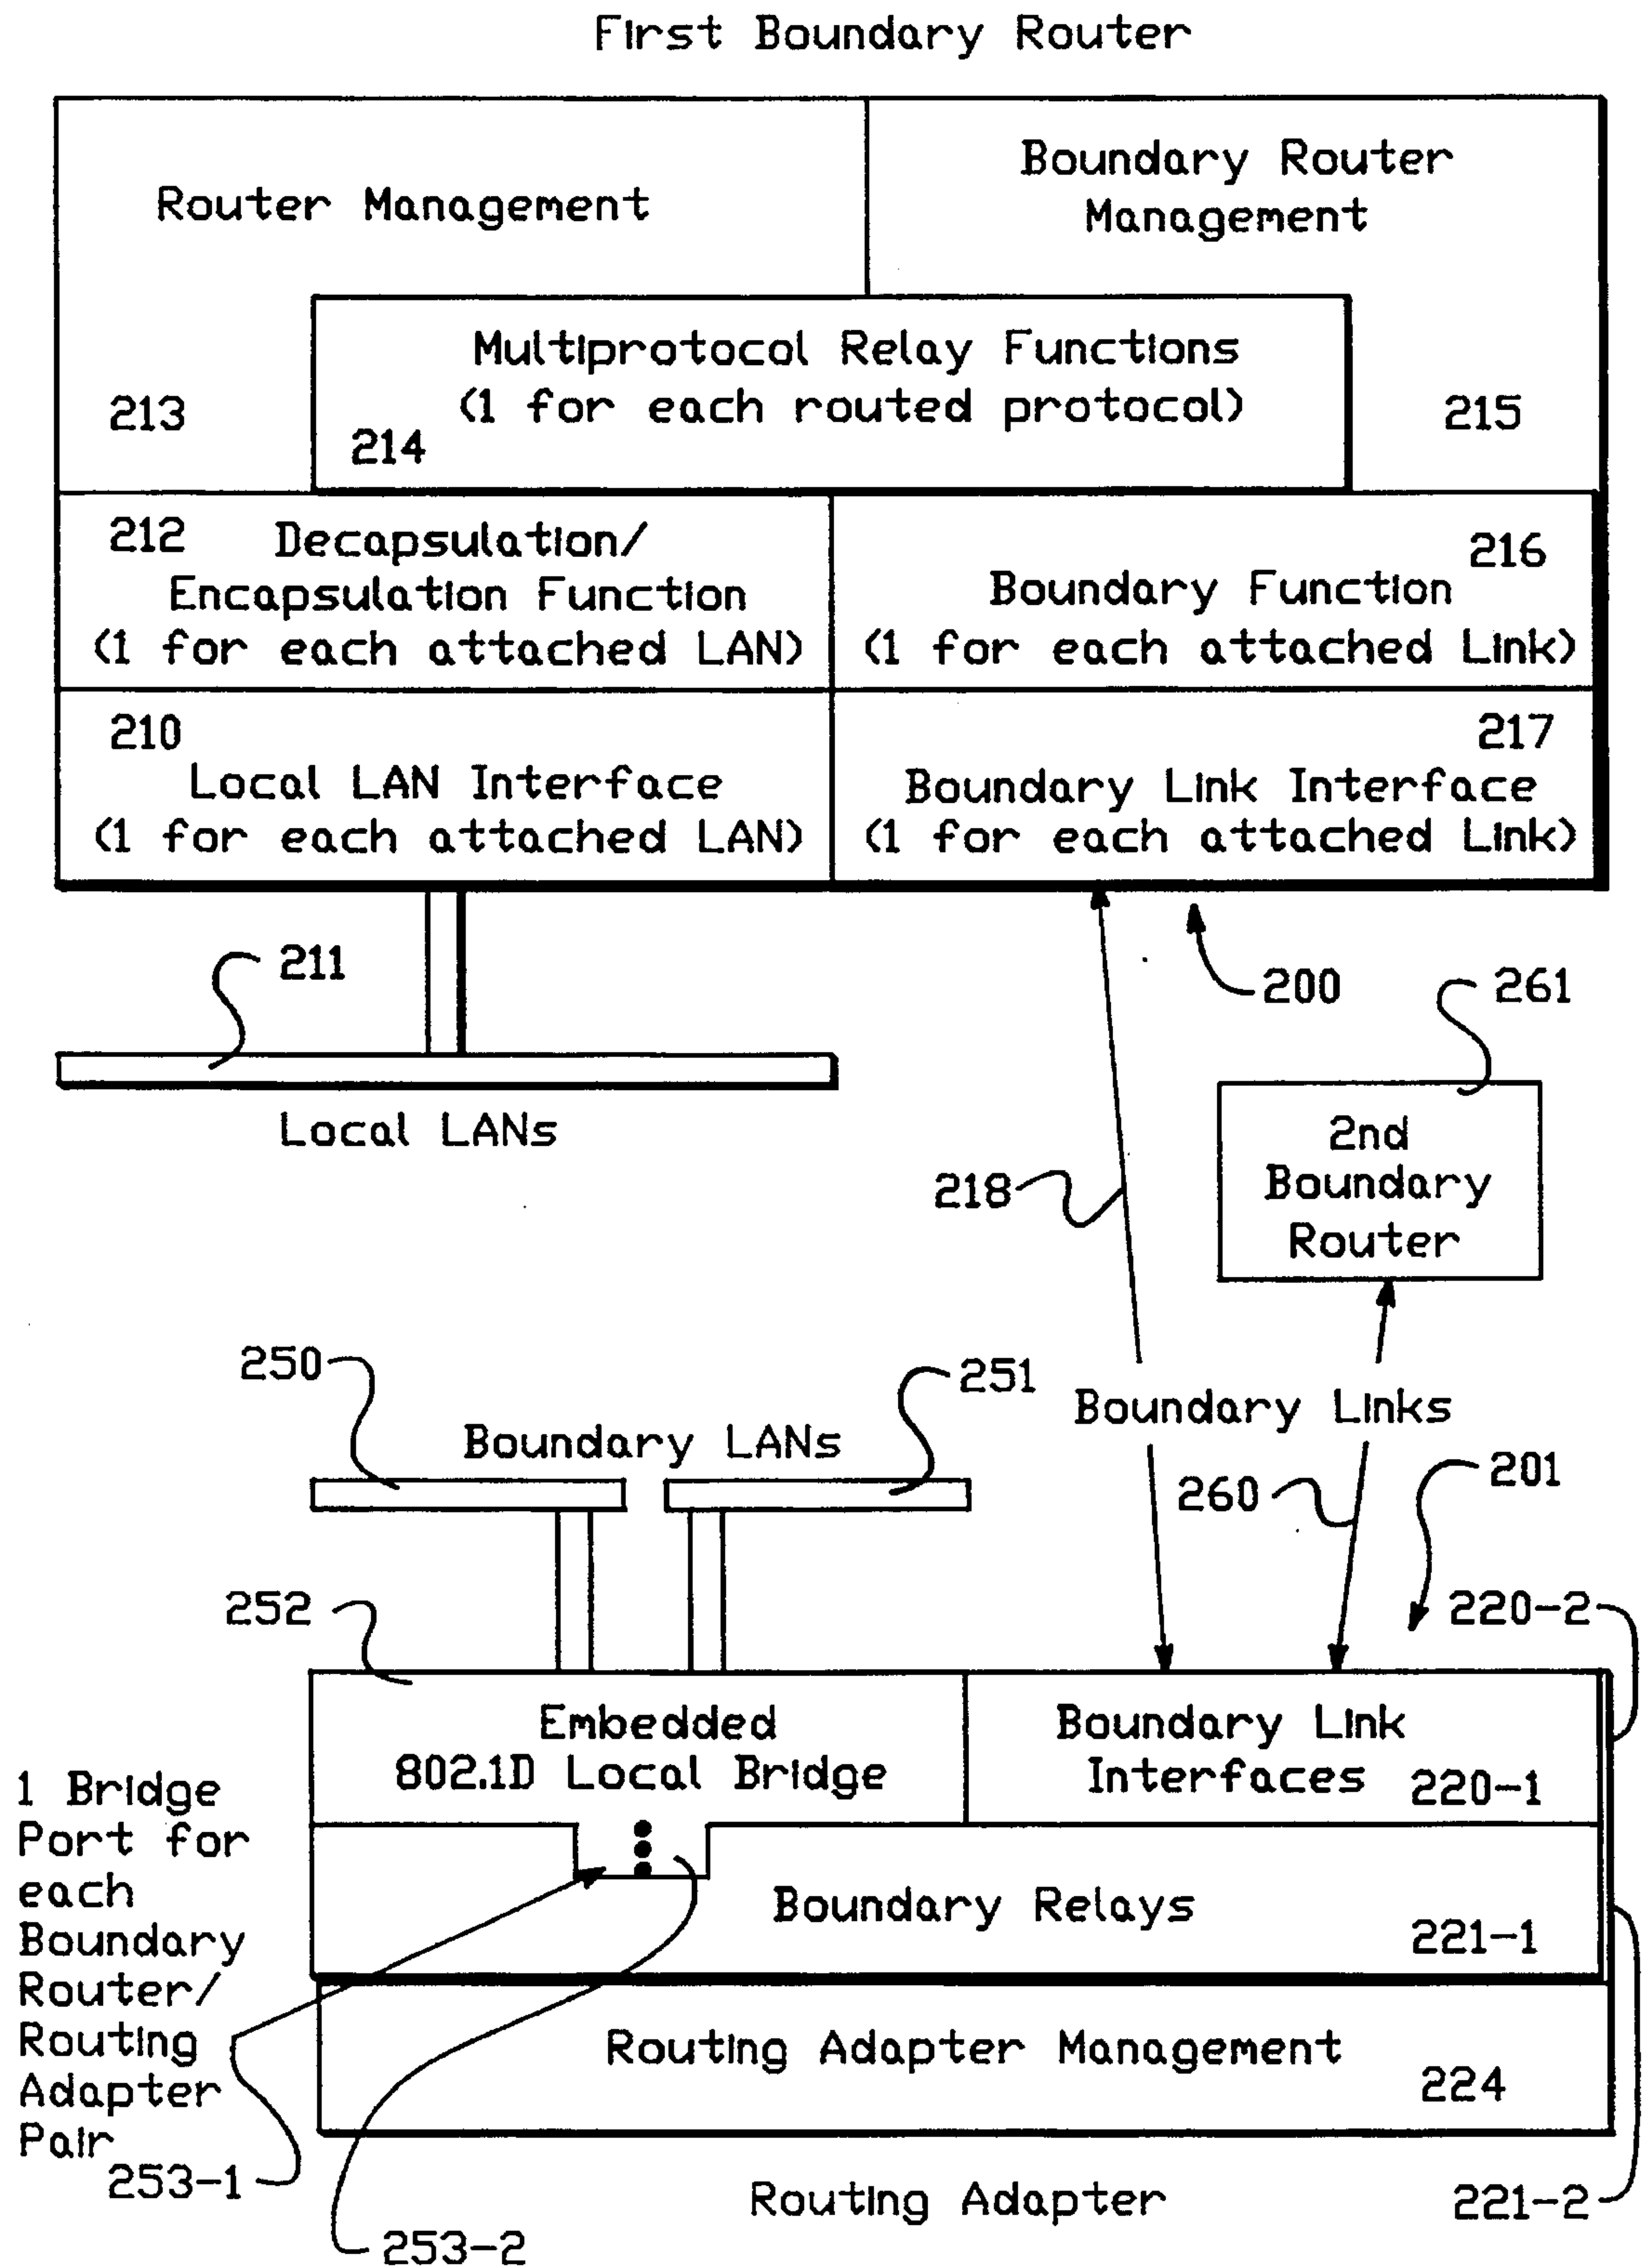 First Boundary Router
Router Management
Boundary Router
Management
Multiprotocol Relay Functions
(1 for each routed protocol)
213
214
215
212 Decapsulation/
Encapsulation Function
(1 for each attached LAN)
216
Boundary Function
(1 for each attached Link)
210
Local LAN Interface
(1 for each attached LAN)
217
Boundary Link Interface
(1 for each attached Link)
211
200
261
Local LANs
2nd
Boundary
Router
218
250
251
Boundary Links
Boundary LANs
260
201
252
220-2
Embedded
802.1D Local Bridge
Boundary Link
Interfaces 220-1
1 Bridge
Port for
each
Boundary
Router/
Routing
Adapter
Pair
Boundary Relays
221-1
Routing Adapter Management
224
253-1
253-2
Routing Adapter
221-2